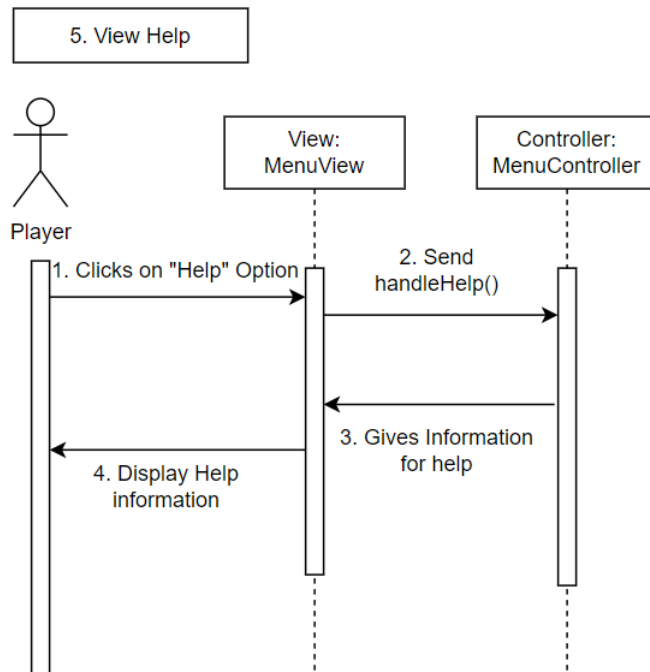 5. View Help
View:
MenuView
Controller:
MenuController
Player
1. Clicks on "Help" Option
2. Send
handleHelp()
3. Gives Information
for help
4. Display Help
information